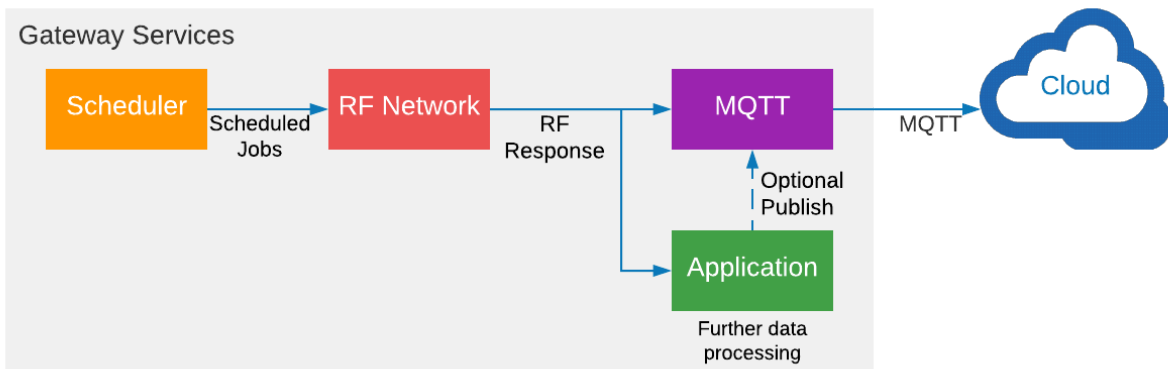 Gateway Services
Scheduler
Scheduled
Jobs
RF Network
RF
Response
MQTT
MQTT
Cloud
Optional
Publish
Application
Further data
processing